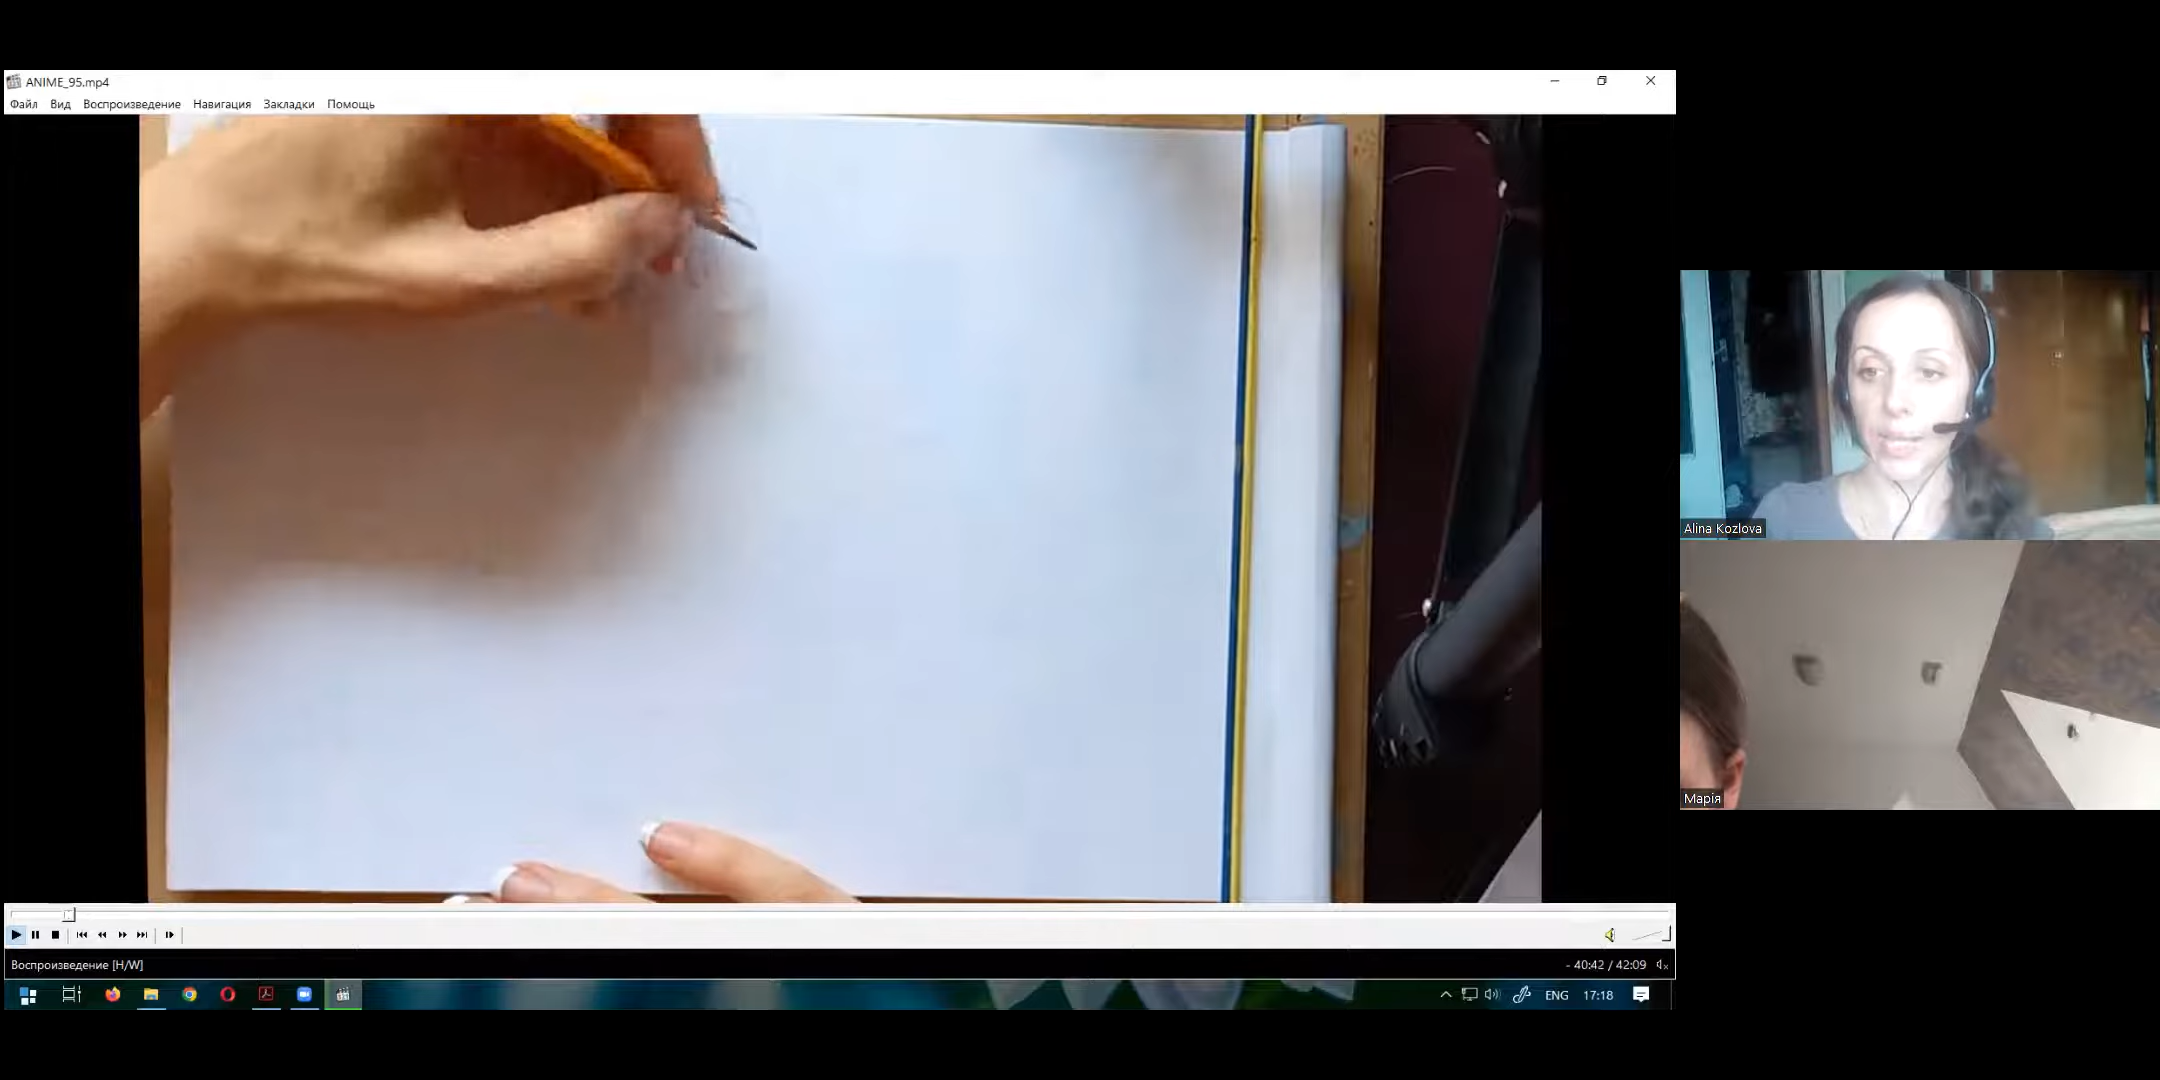 ANIME_95.mp4
Файл Вид Воспроизведение Навигация Закладки Помощь
Alina Kozlova
Марія
Воспроизведение [H/W]
- 40:42 / 42:09
ENG 17:18